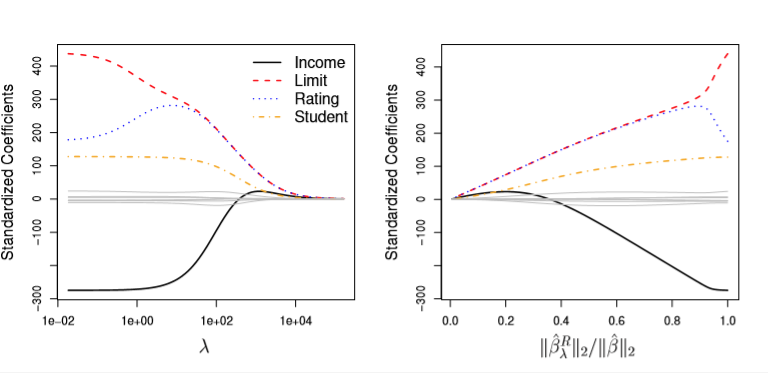 Standardized Coefficients
400
300
200
100
0
−100
−300
1e−02 1e+00 1e+02 1e+04
λ
Income
Limit
Rating
Student
Standardized Coefficients
400
300
200
100
0
−100
−300
0.0 0.2 0.4 0.6 0.8 1.0
‖β̂λᴿ‖₂/‖β̂‖₂